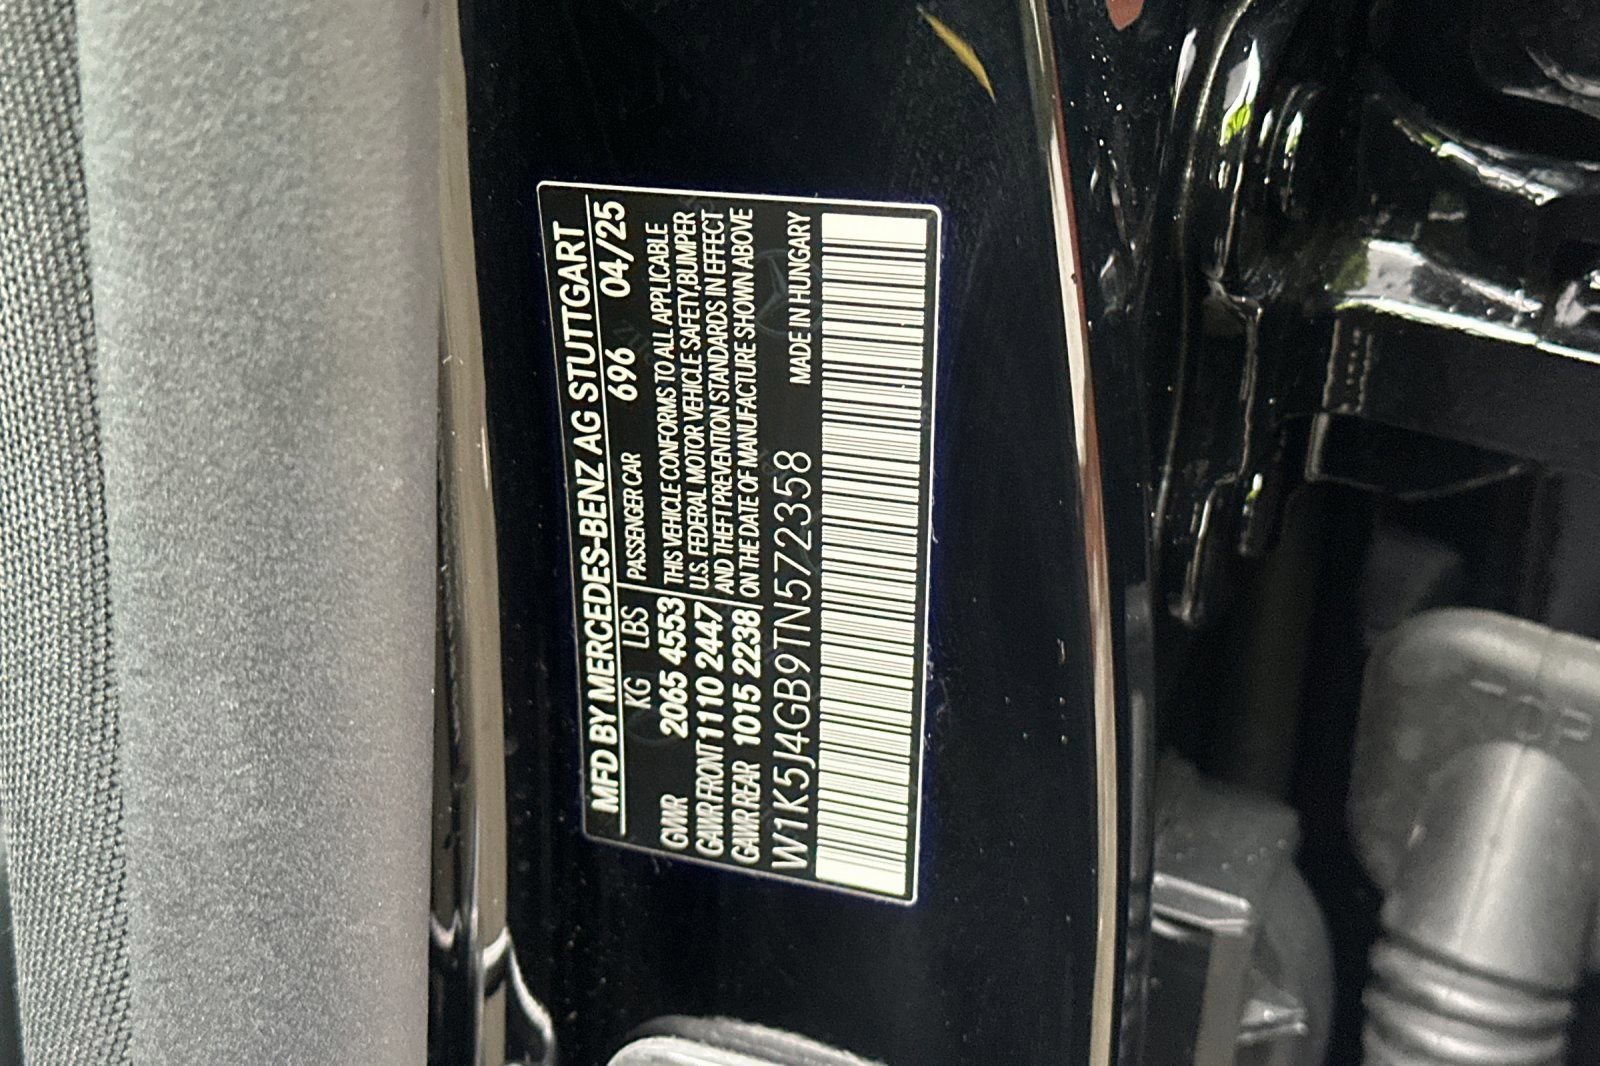 MFD BY MERCEDES-BENZ AG STUTTGART
KG LBS PASSENGER CAR 696 04/25
GVWR 2065 4553 THIS VEHICLE CONFORMS TO ALL APPLICABLE
GAWR FRONT 1110 2447 U.S. FEDERAL MOTOR VEHICLE SAFETY, BUMPER
GAWR REAR 1015 2238 AND THEFT PREVENTION STANDARDS IN EFFECT
ON THE DATE OF MANUFACTURE SHOWN ABOVE
W1K5J4GB9TN572358 MADE IN HUNGARY
TOP